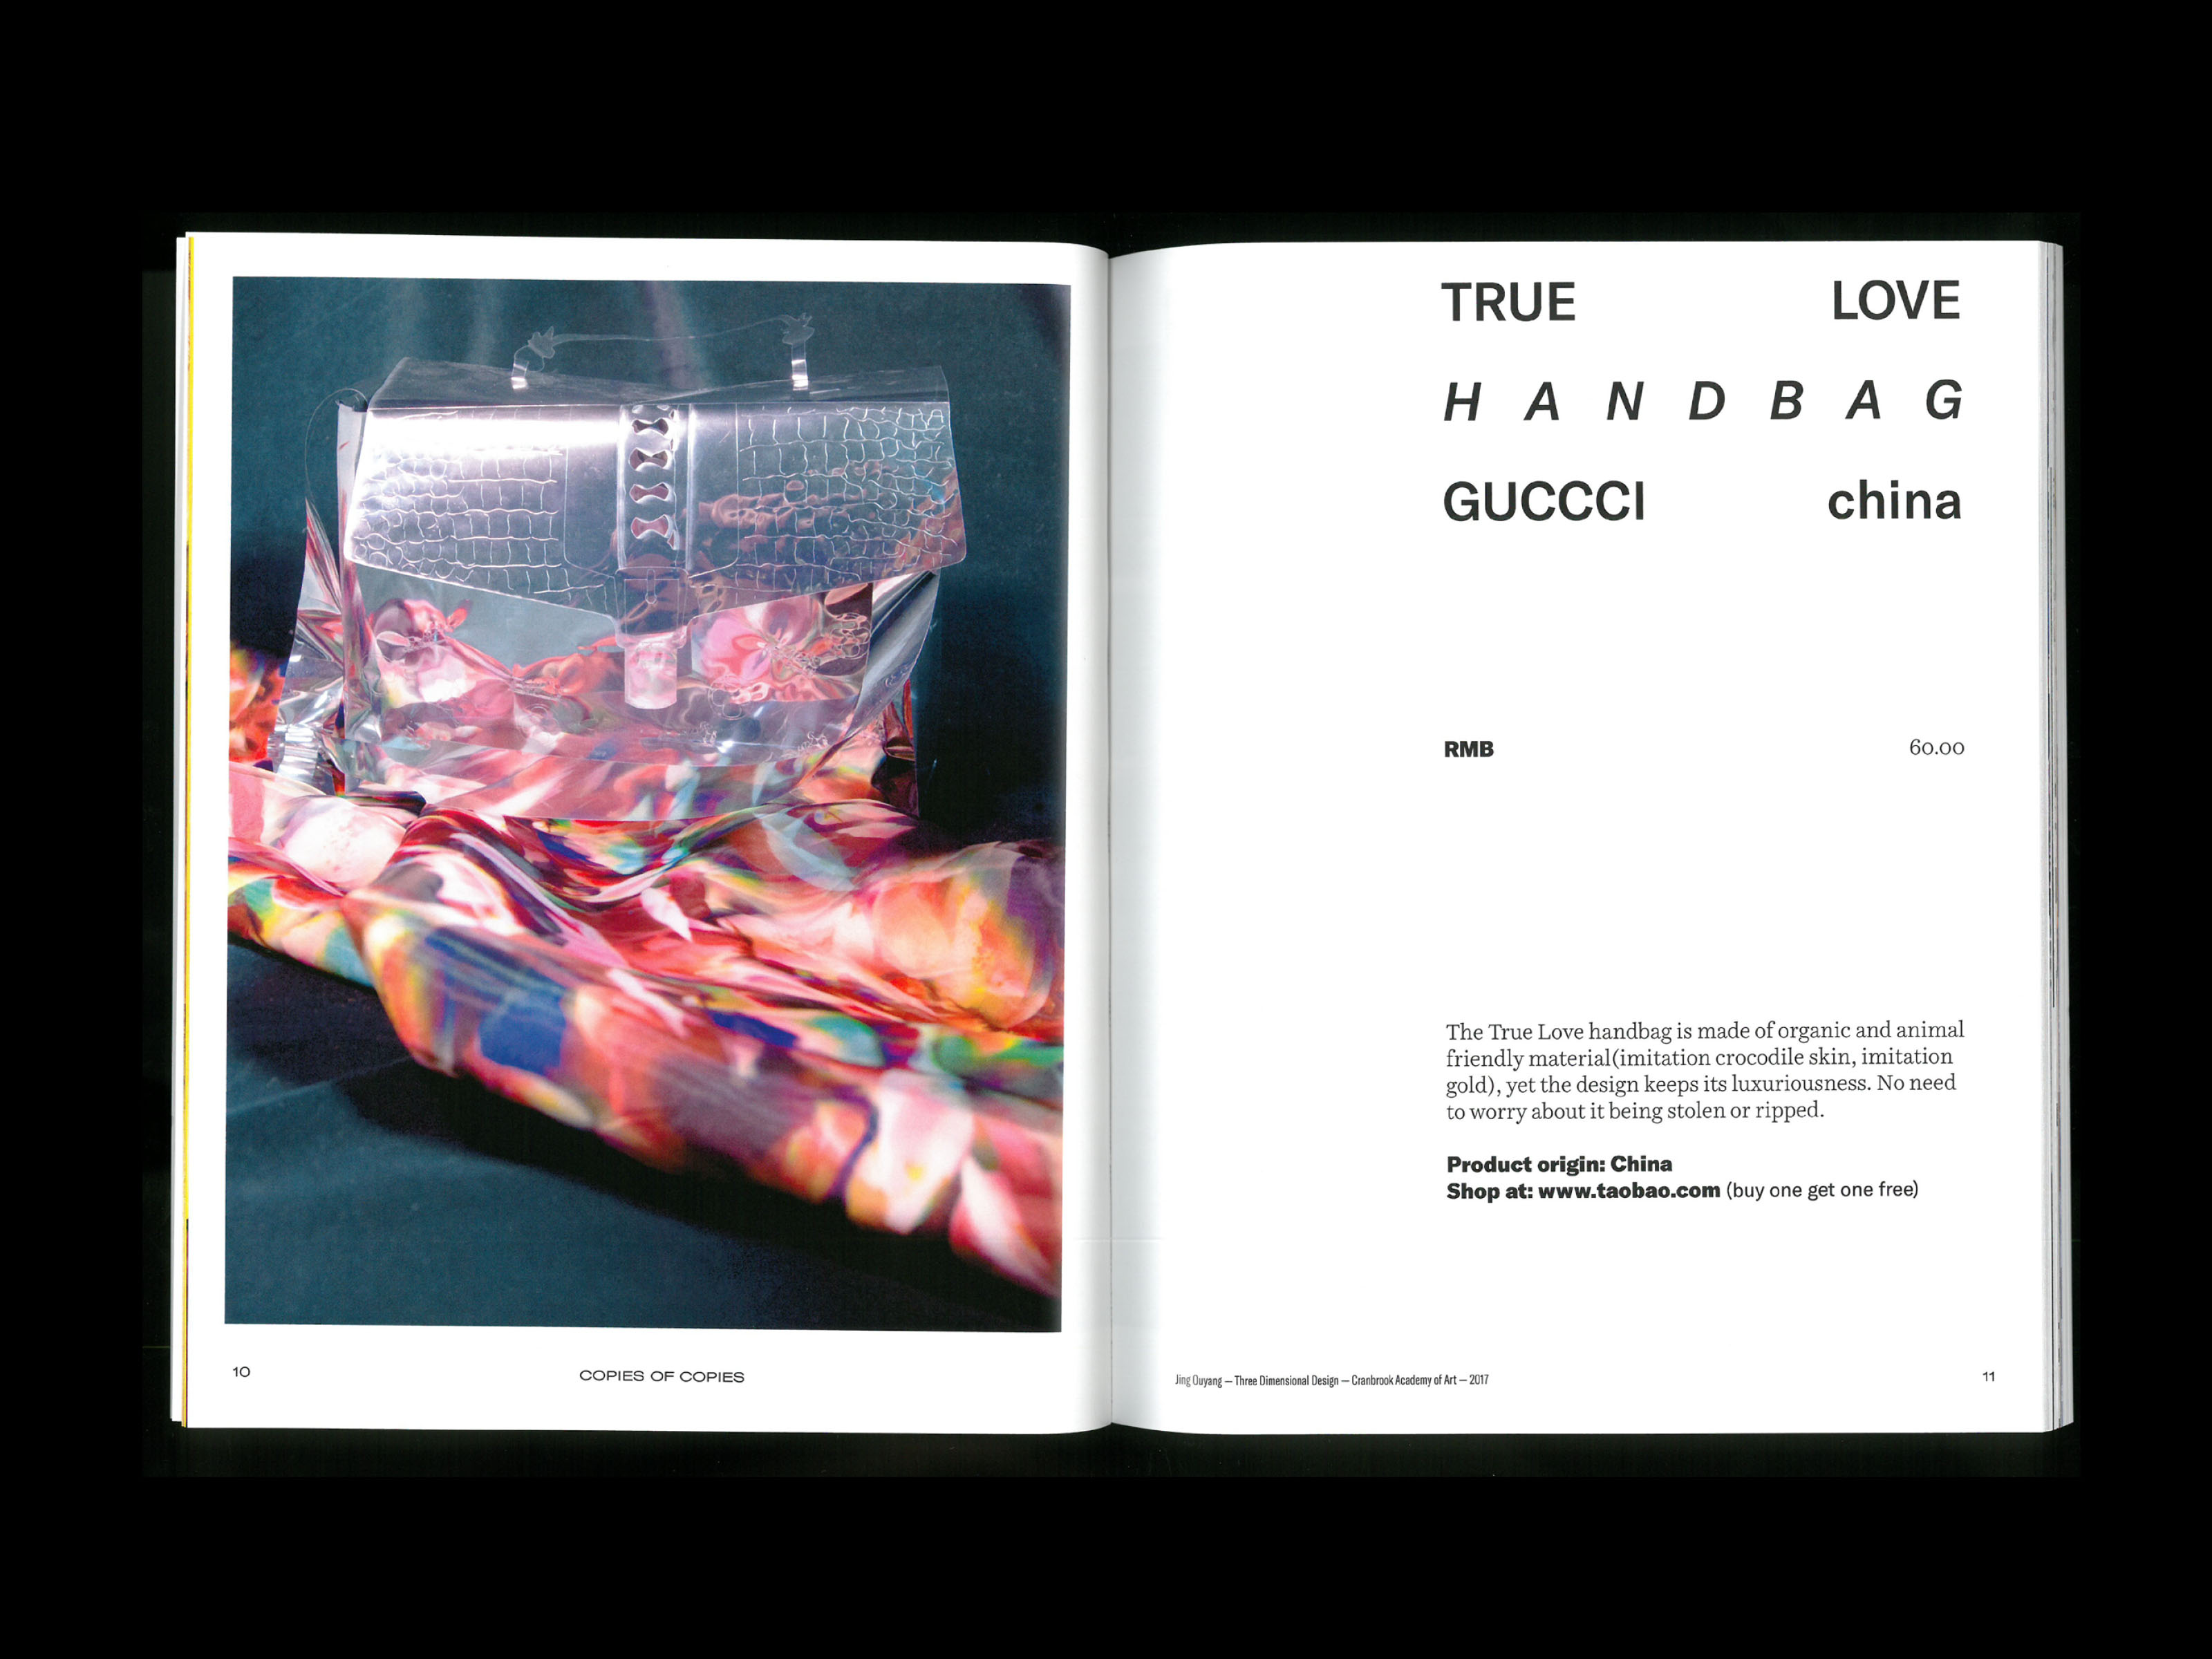 10
COPIES OF COPIES
TRUE LOVE
HANDBAG
GUCCCI china
RMB 60.00
The True Love handbag is made of organic and animal
friendly material(imitation crocodile skin, imitation
gold), yet the design keeps its luxuriousness. No need
to worry about it being stolen or ripped.
Product origin: China
Shop at: www.taobao.com (buy one get one free)
Jing Ouyang — Three Dimensional Design — Cranbrook Academy of Art — 2017
11